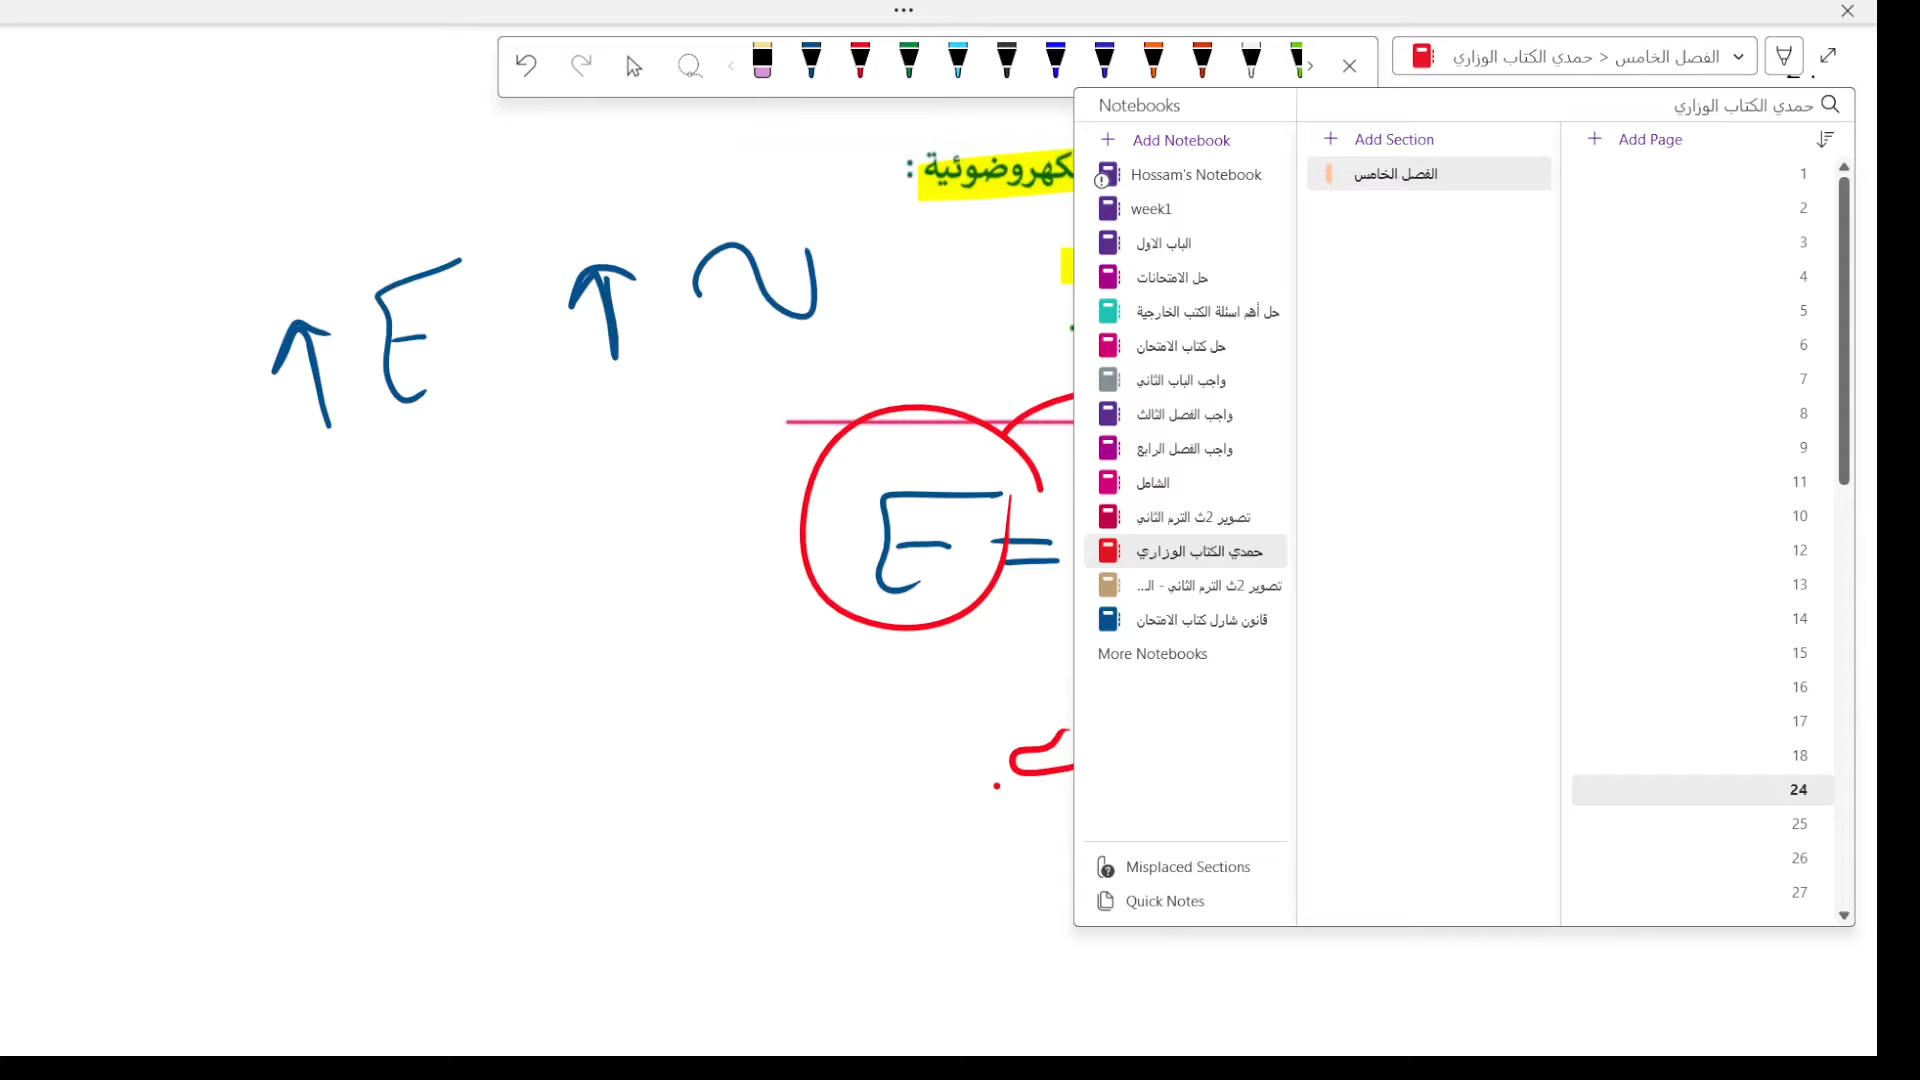 الفصل الخامس > حمدي الكتاب الوزاري
Notebooks
حمدي الكتاب الوزاري
Add Notebook
Add Section
Add Page
Hossam's Notebook
week1
الباب الاول
حل الامتحانات
حل أهم اسئلة الكتب الخارجية
حل كتاب الامتحان
واجب الباب الثاني
واجب الفصل الثالث
واجب الفصل الرابع
الشامل
تصوير 2ث الترم الثاني
حمدي الكتاب الوزاري
تصوير 2ث الترم الثاني - الـ...
قانون شارل كتاب الامتحان
More Notebooks
Misplaced Sections
Quick Notes
الفصل الخامس
1
2
3
4
5
6
7
8
9
11
10
12
13
14
15
16
17
18
24
25
26
27
كهروضوئية :
↑ E ↑
E =